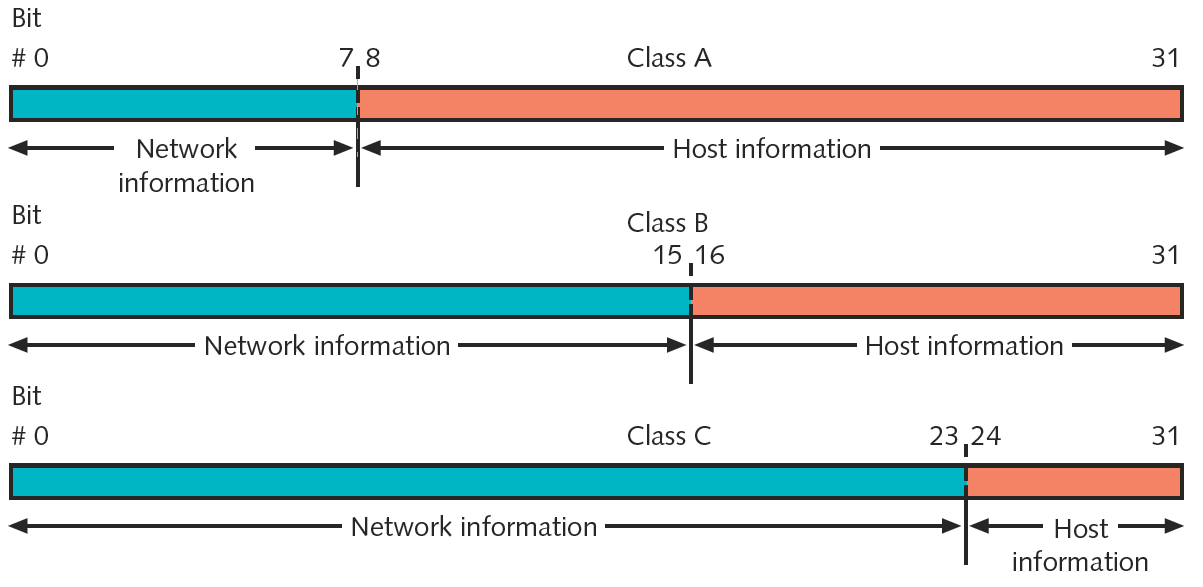 Bit
# 0 7 8 Class A 31
Network information Host information
Bit
Class B
# 0 15 16 31
Network information Host information
Bit
# 0 Class C 23 24 31
Network information Host information